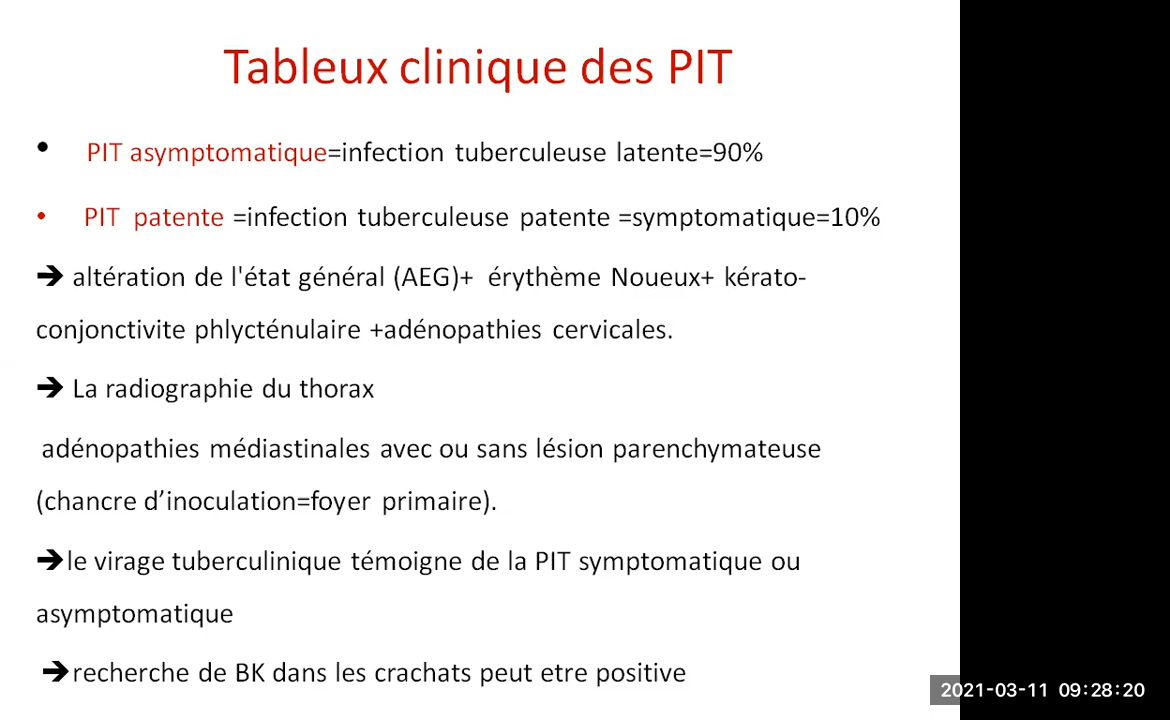 Tableux clinique des PIT
• PIT asymptomatique=infection tuberculeuse latente=90%
• PIT patente =infection tuberculeuse patente =symptomatique=10%
➔ altération de l'état général (AEG)+ érythème Noueux+ kérato-
conjonctivite phlycténulaire +adénopathies cervicales.
➔ La radiographie du thorax
adénopathies médiastinales avec ou sans lésion parenchymateuse
(chancre d’inoculation=foyer primaire).
➔le virage tuberculinique témoigne de la PIT symptomatique ou
asymptomatique
➔recherche de BK dans les crachats peut etre positive
2021-03-11 09:28:20